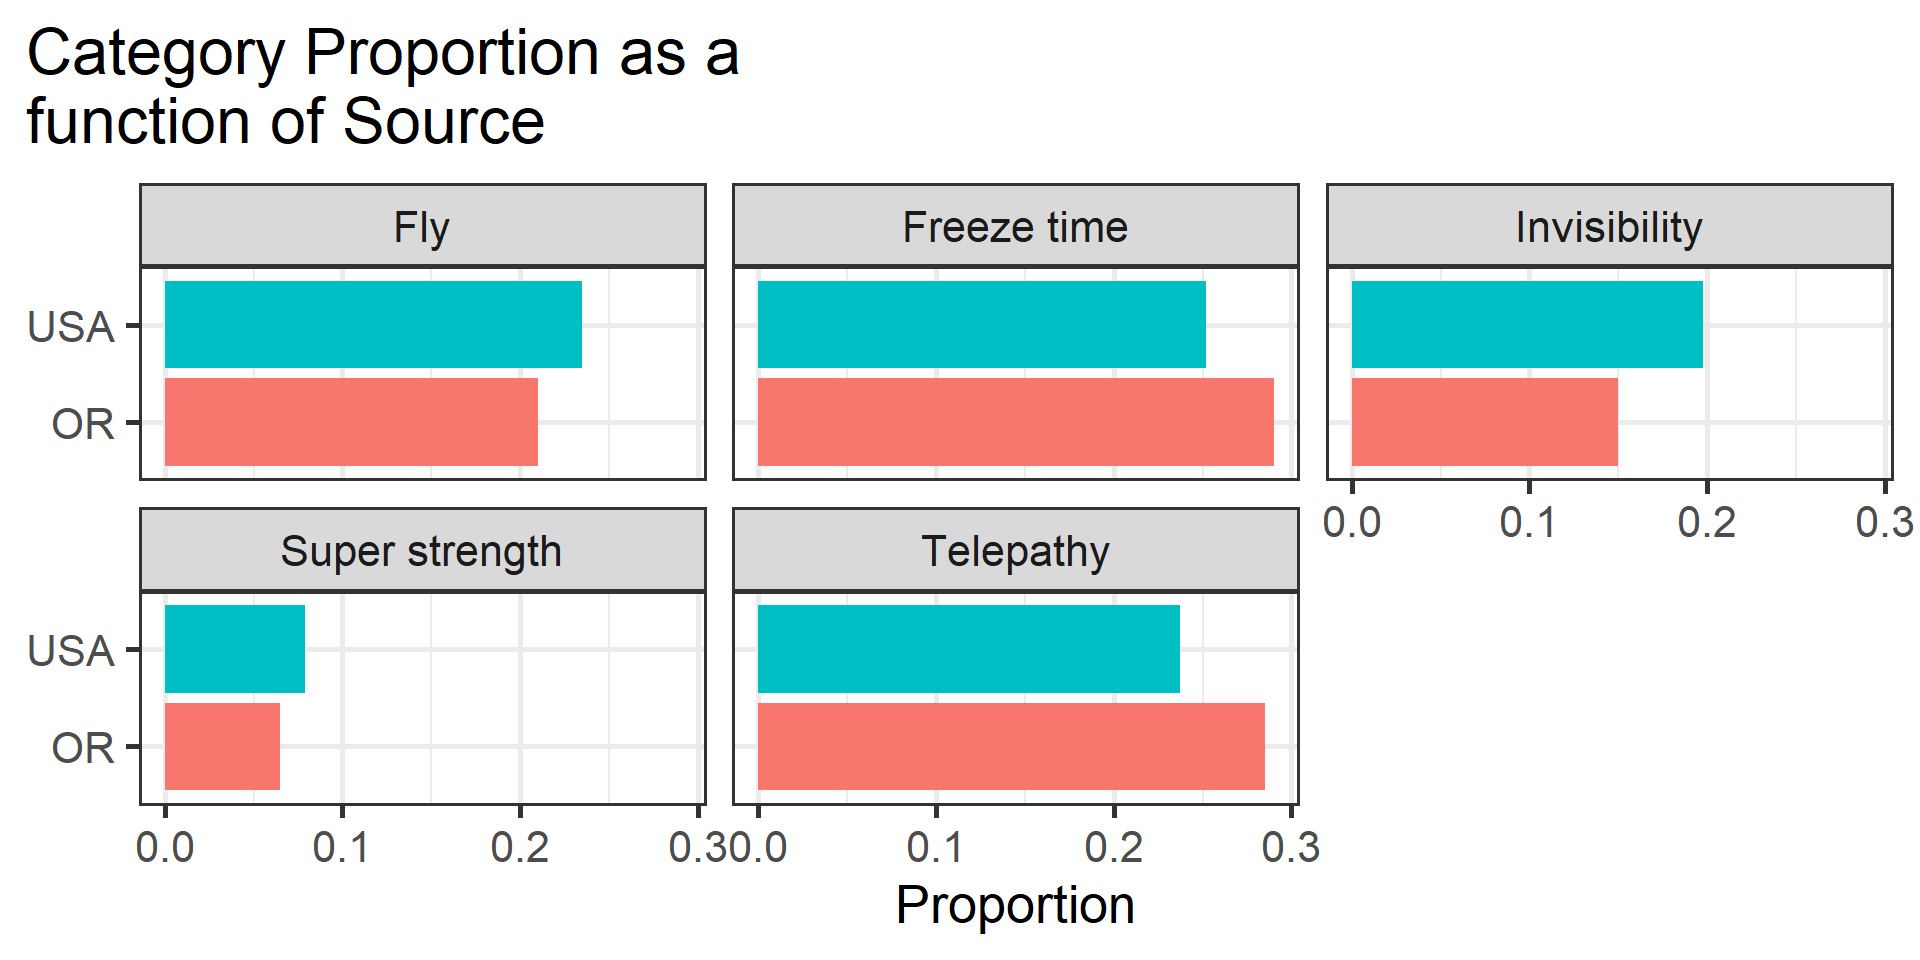 Category Proportion as a
function of Source
Fly
Freeze time
Invisibility
USA
OR
0.0 0.1 0.2 0.3
Super strength
Telepathy
USA
OR
0.0 0.1 0.2 0.3
0.0 0.1 0.2 0.3
Proportion